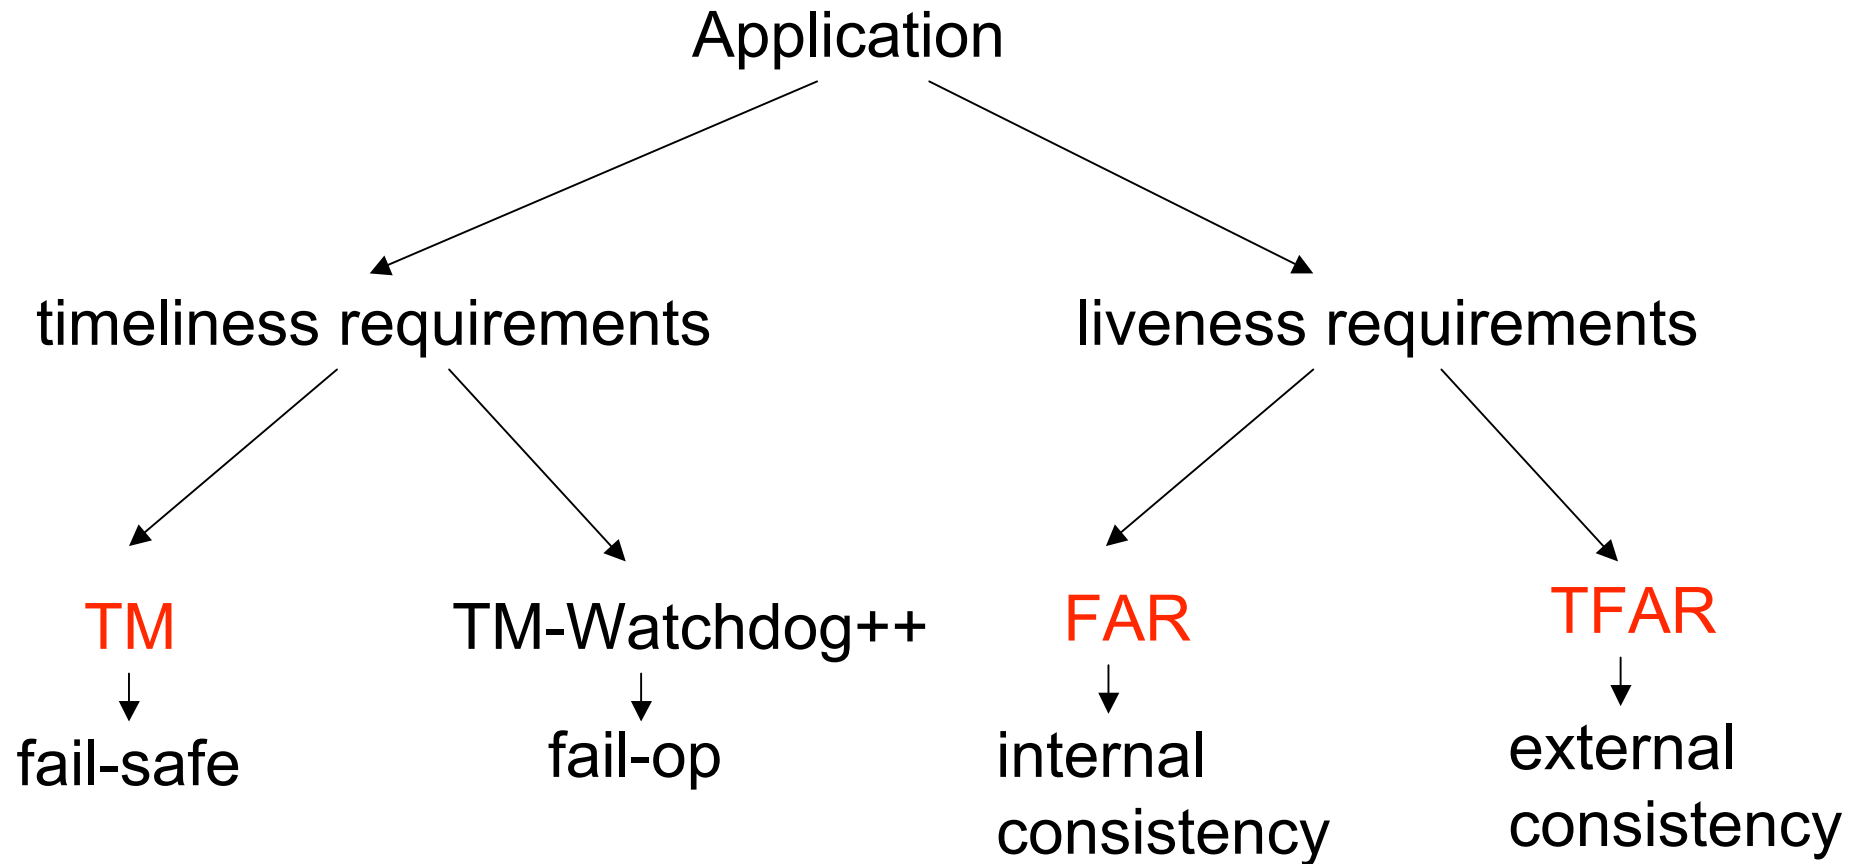 Application
timeliness requirements
liveness requirements
TM
TM-Watchdog++
FAR
TFAR
fail-safe
fail-op
internal
consistency
external
consistency